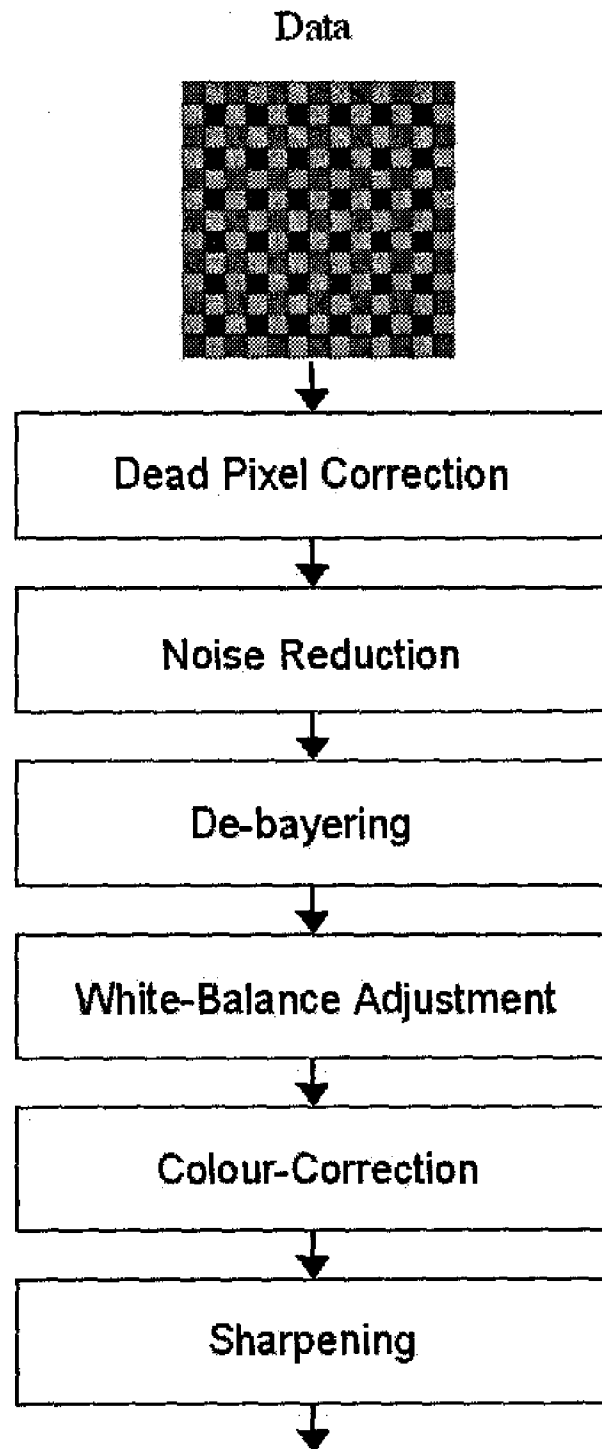 Data
Dead Pixel Correction
Noise Reduction
De-bayering
White-Balance Adjustment
Colour-Correction
Sharpening